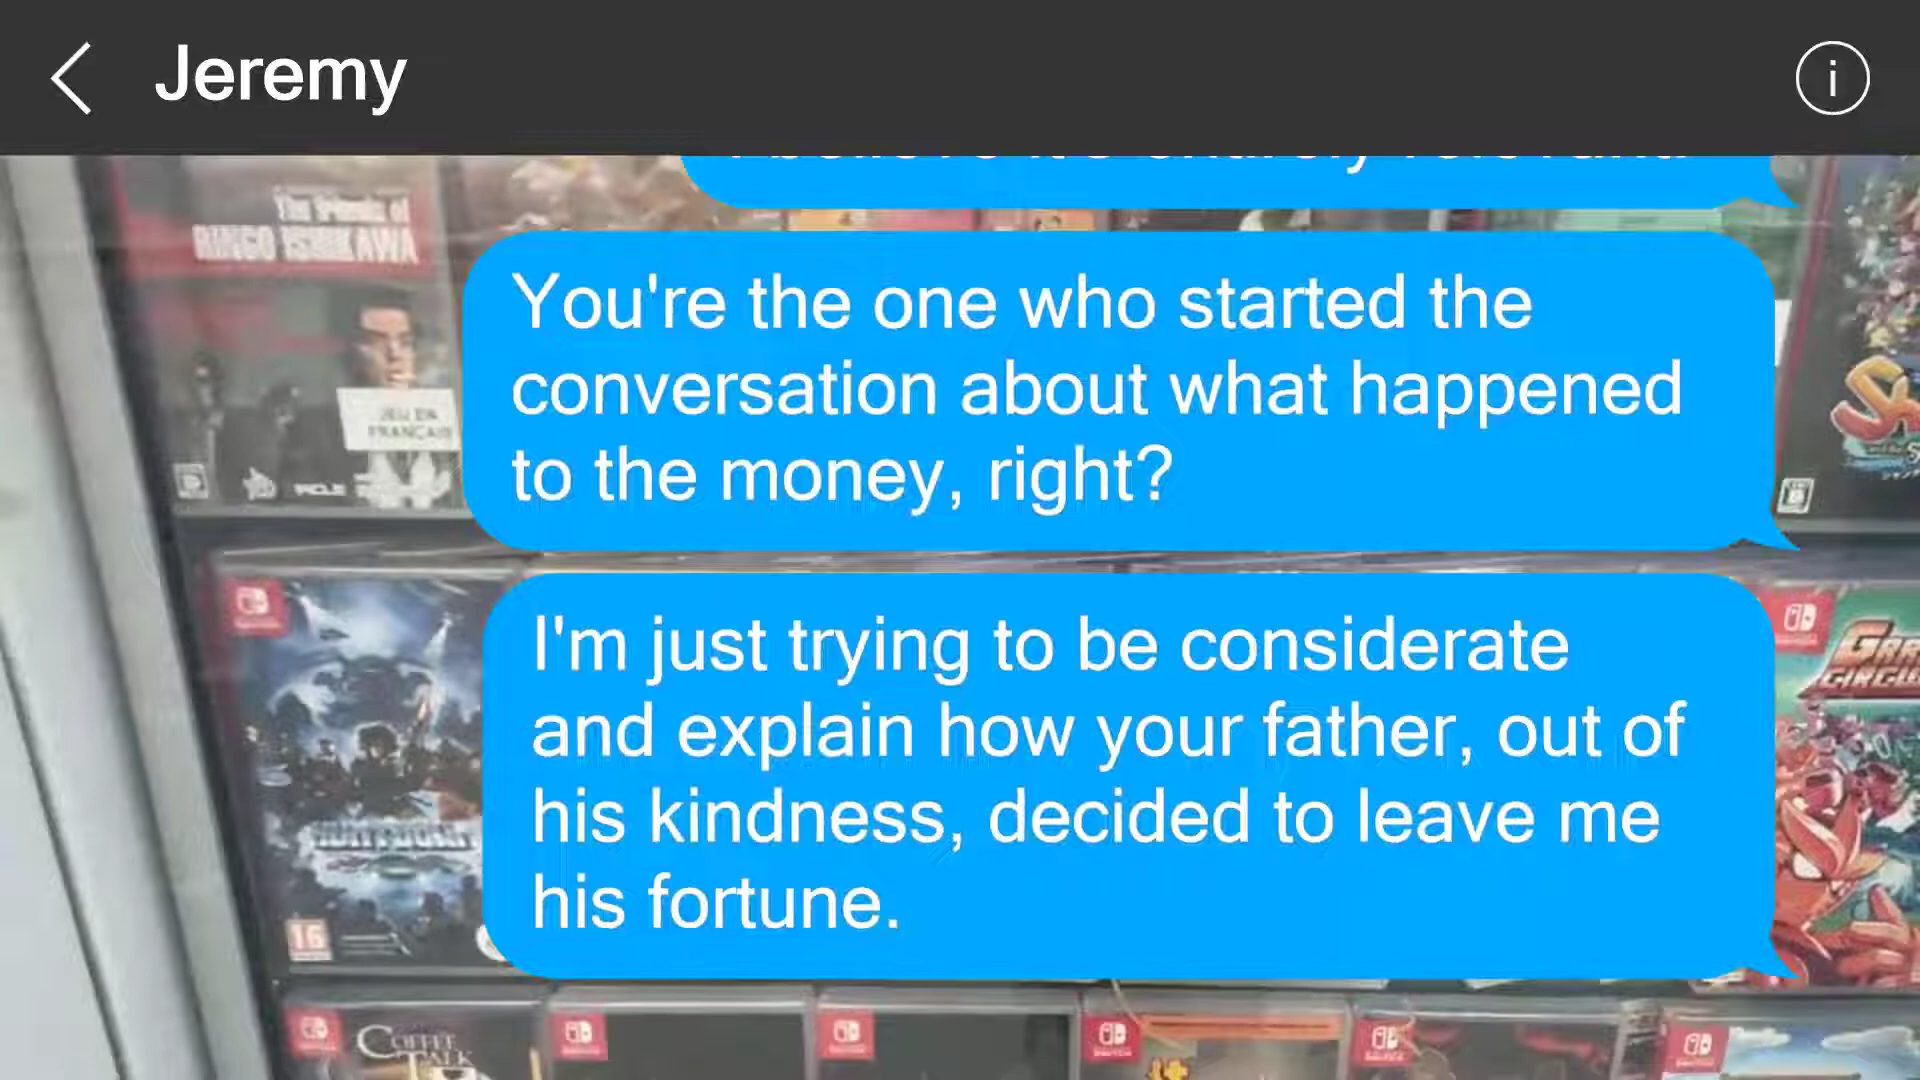 Jeremy
i
The friends of
RINGO ISHIKAWA
You're the one who started the
conversation about what happened
to the money, right?
JEU EN
FRANÇAIS
I'm just trying to be considerate
and explain how your father, out of
his kindness, decided to leave me
his fortune.
16
COFFEE
TALK
SWITCH